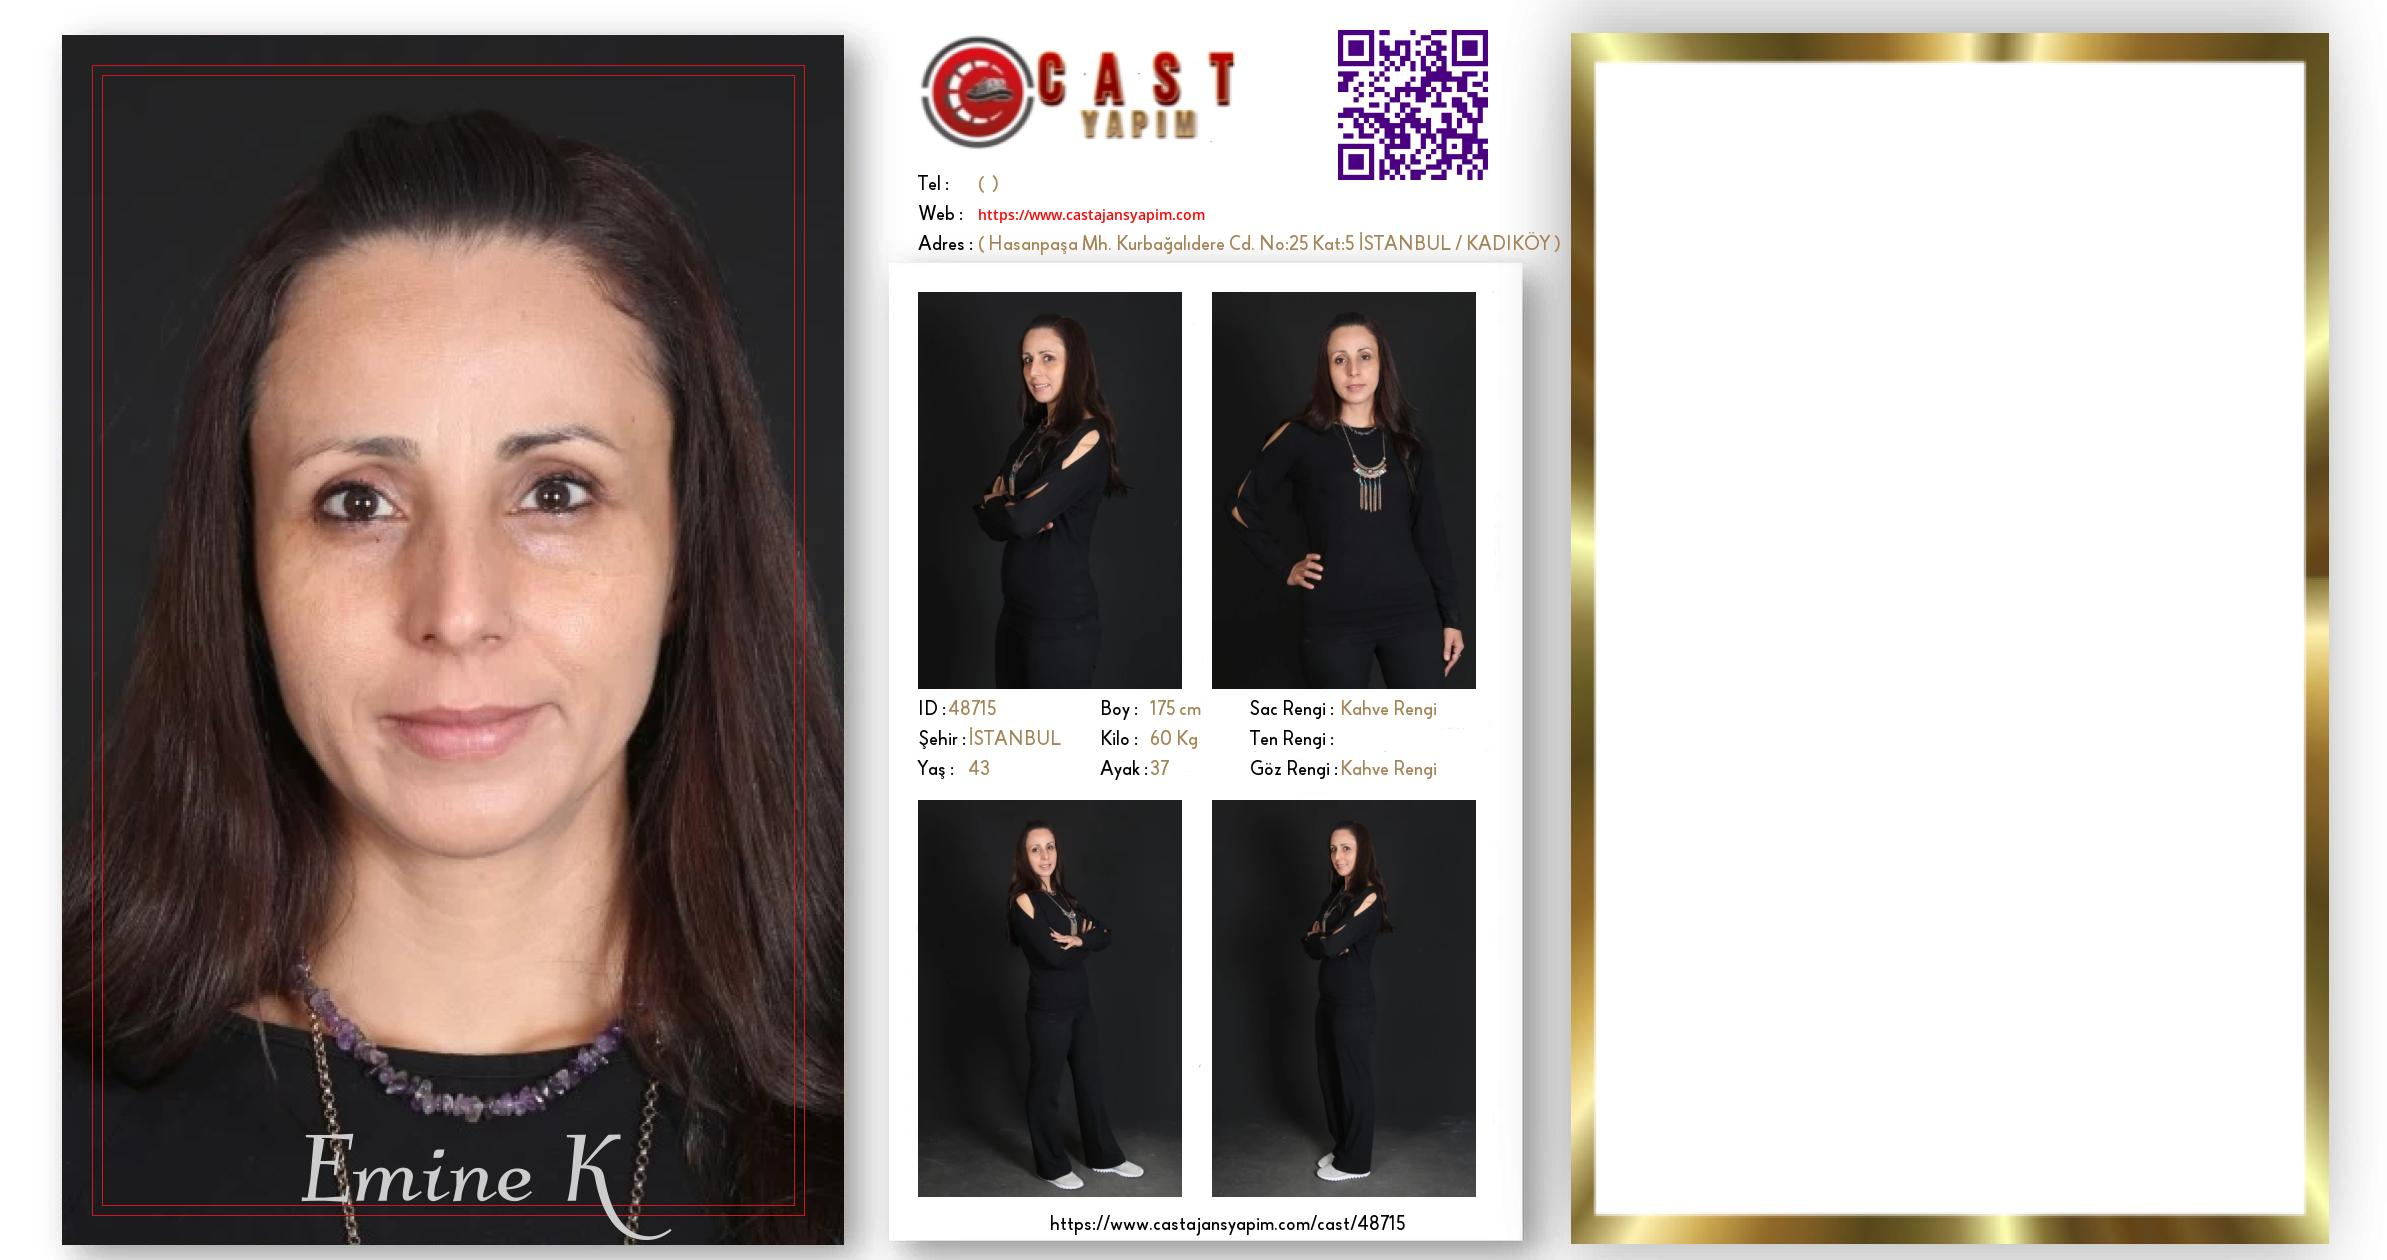 Emine K
CAST
YAPIM
Tel : ( )
Web : https://www.castajansyapim.com
Adres : ( Hasanpaşa Mh. Kurbağalıdere Cd. No:25 Kat:5 İSTANBUL / KADIKÖY )
ID : 48715 Boy : 175 cm Sac Rengi : Kahve Rengi
Şehir : İSTANBUL Kilo : 60 Kg Ten Rengi :
Yaş : 43 Ayak : 37 Göz Rengi : Kahve Rengi
https://www.castajansyapim.com/cast/48715